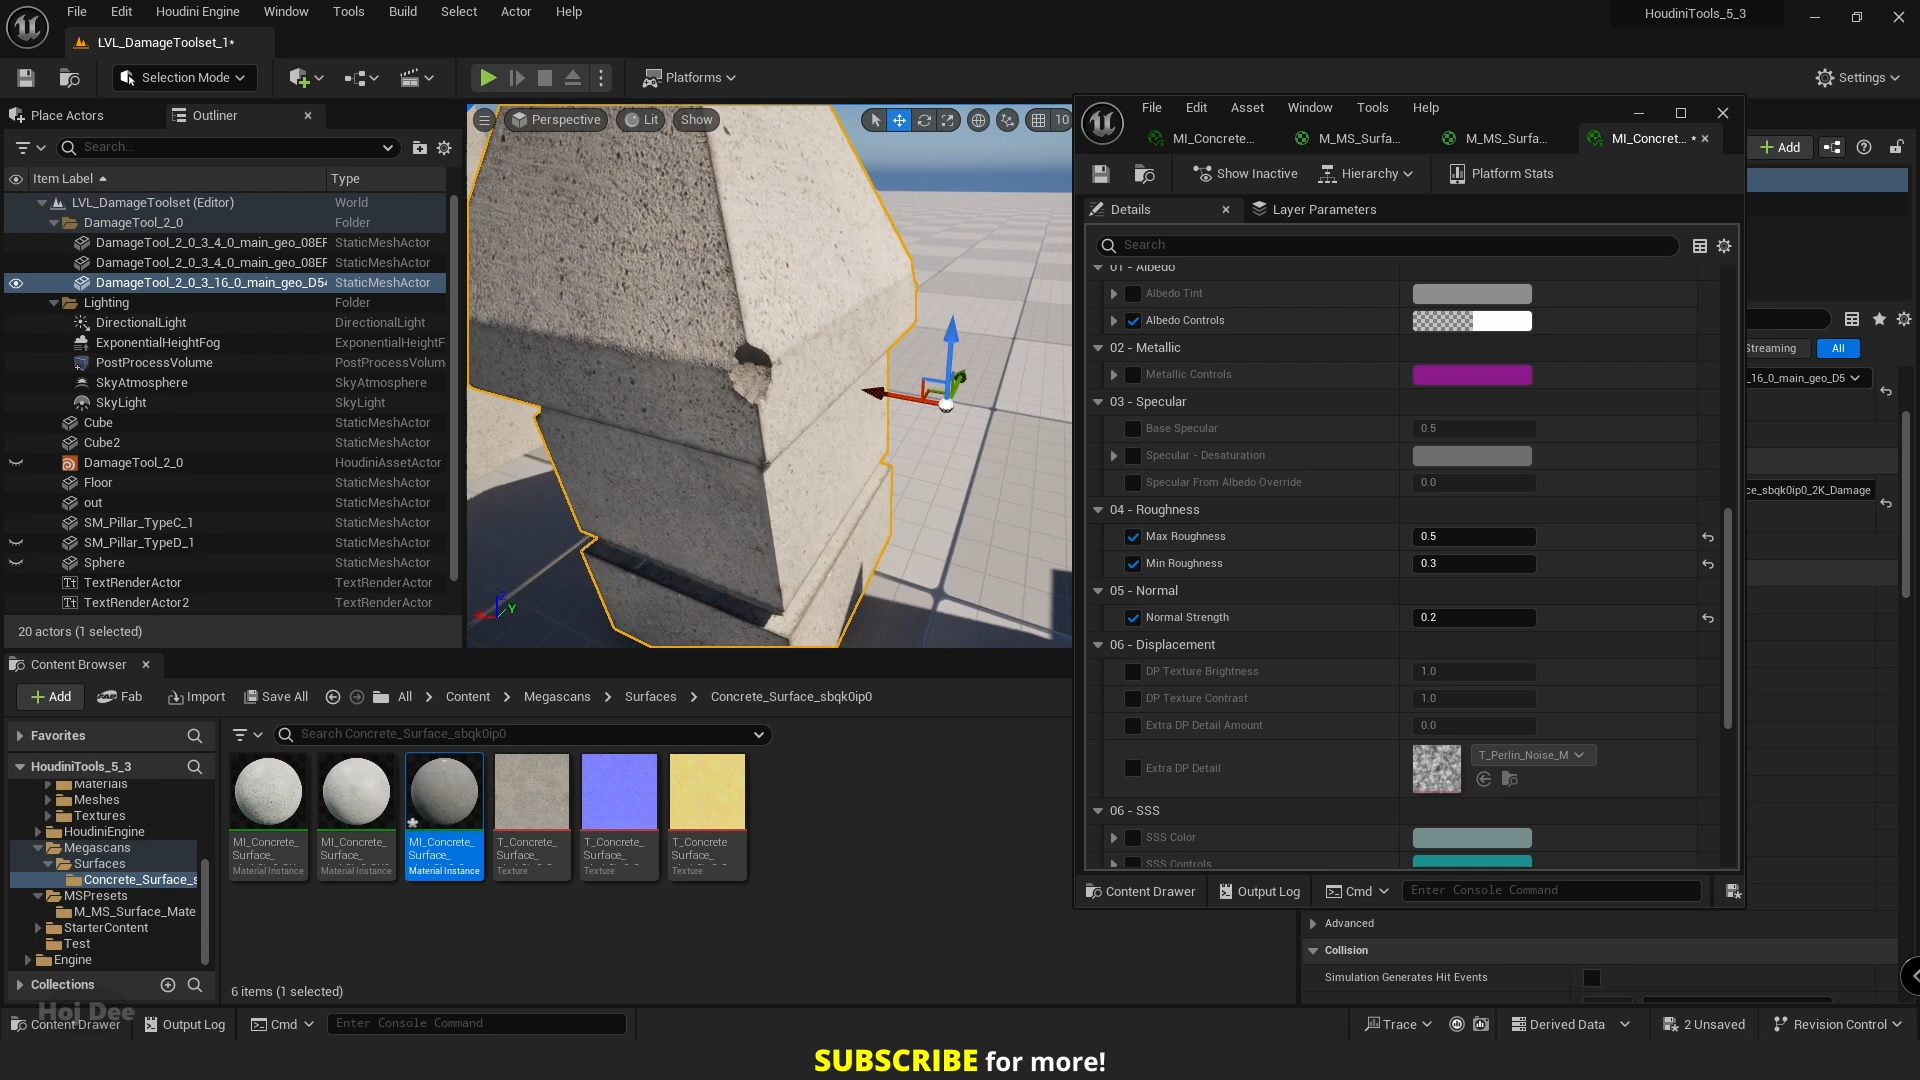 File Edit Houdini Engine Window Tools Build Select Actor Help
HoudiniTools_5_3
LVL_DamageToolset_1*
Selection Mode
Platforms
Settings
Place Actors
Outliner
Search...
Item Label
Type
LVL_DamageToolset (Editor) World
DamageTool_2_0 Folder
DamageTool_2_0_3_4_0_main_geo_08EF StaticMeshActor
DamageTool_2_0_3_4_0_main_geo_08EF StaticMeshActor
DamageTool_2_0_3_16_0_main_geo_D54 StaticMeshActor
Lighting Folder
DirectionalLight DirectionalLight
ExponentialHeightFog ExponentialHeightF
PostProcessVolume PostProcessVolum
SkyAtmosphere SkyAtmosphere
SkyLight SkyLight
Cube StaticMeshActor
Cube2 StaticMeshActor
DamageTool_2_0 HoudiniAssetActor
Floor StaticMeshActor
out StaticMeshActor
SM_Pillar_TypeC_1 StaticMeshActor
SM_Pillar_TypeD_1 StaticMeshActor
Sphere StaticMeshActor
TextRenderActor TextRenderActor
TextRenderActor2 TextRenderActor
20 actors (1 selected)
Perspective
Lit
Show
10
Y
File Edit Asset Window Tools Help
MI_Concrete...
M_MS_Surfa...
M_MS_Surfa...
MI_Concret... *
Show Inactive
Hierarchy
Platform Stats
Details
Layer Parameters
Search
01 - Albedo
Albedo Tint
Albedo Controls
02 - Metallic
Metallic Controls
03 - Specular
Base Specular 0.5
Specular - Desaturation
Specular From Albedo Override 0.0
04 - Roughness
Max Roughness 0.5
Min Roughness 0.3
05 - Normal
Normal Strength 0.2
06 - Displacement
DP Texture Brightness 1.0
DP Texture Contrast 1.0
Extra DP Detail Amount 0.0
Extra DP Detail
T_Perlin_Noise_M
06 - SSS
SSS Color
SSS Controls
Content Drawer
Output Log
Cmd
Enter Console Command
Add
Streaming
All
_16_0_main_geo_D5
ce_sbqk0ip0_2K_Damage
Advanced
Collision
Simulation Generates Hit Events
Content Browser
Add
Fab
Import
Save All
All
Content
Megascans
Surfaces
Concrete_Surface_sbqk0ip0
Favorites
Search Concrete_Surface_sbqk0ip0
HoudiniTools_5_3
Materials
Meshes
Textures
HoudiniEngine
Megascans
Surfaces
Concrete_Surface_s
MSPresets
M_MS_Surface_Mate
StarterContent
Test
Engine
Collections
MI_Concrete_
Surface_
Material Instance
MI_Concrete_
Surface_
Material Instance
MI_Concrete_
Surface_
Material Instance
T_Concrete_
Surface_
Texture
T_Concrete_
Surface_
Texture
T_Concrete
Surface_
Texture
6 items (1 selected)
Hoj Dee
Content Drawer
Output Log
Cmd
Enter Console Command
Trace
Derived Data
2 Unsaved
Revision Control
SUBSCRIBE for more!